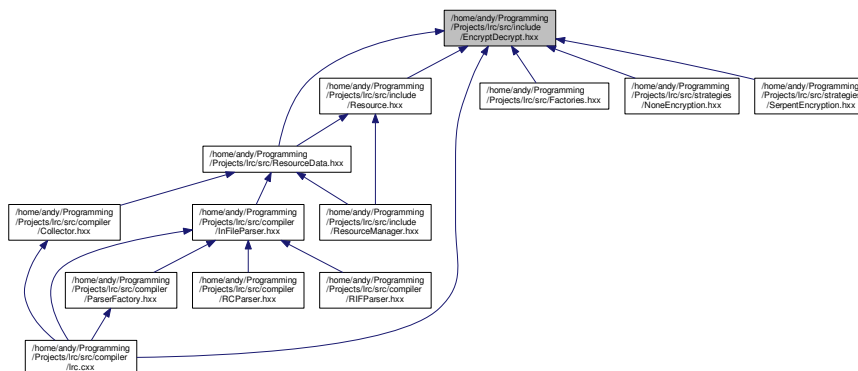 /home/andy/Programming
/Projects/lrc/src/include
/EncryptDecrypt.hxx
/home/andy/Programming
/Projects/lrc/src/include
/Resource.hxx
/home/andy/Programming
/Projects/lrc/src/Factories.hxx
/home/andy/Programming
/Projects/lrc/src/strategies
/NoneEncryption.hxx
/home/andy/Programming
/Projects/lrc/src/strategies
/SerpentEncryption.hxx
/home/andy/Programming
/Projects/lrc/src/ResourceData.hxx
/home/andy/Programming
/Projects/lrc/src/compiler
/Collector.hxx
/home/andy/Programming
/Projects/lrc/src/compiler
/InFileParser.hxx
/home/andy/Programming
/Projects/lrc/src/include
/ResourceManager.hxx
/home/andy/Programming
/Projects/lrc/src/compiler
/ParserFactory.hxx
/home/andy/Programming
/Projects/lrc/src/compiler
/RCParser.hxx
/home/andy/Programming
/Projects/lrc/src/compiler
/RIFParser.hxx
/home/andy/Programming
/Projects/lrc/src/compiler
/lrc.cxx